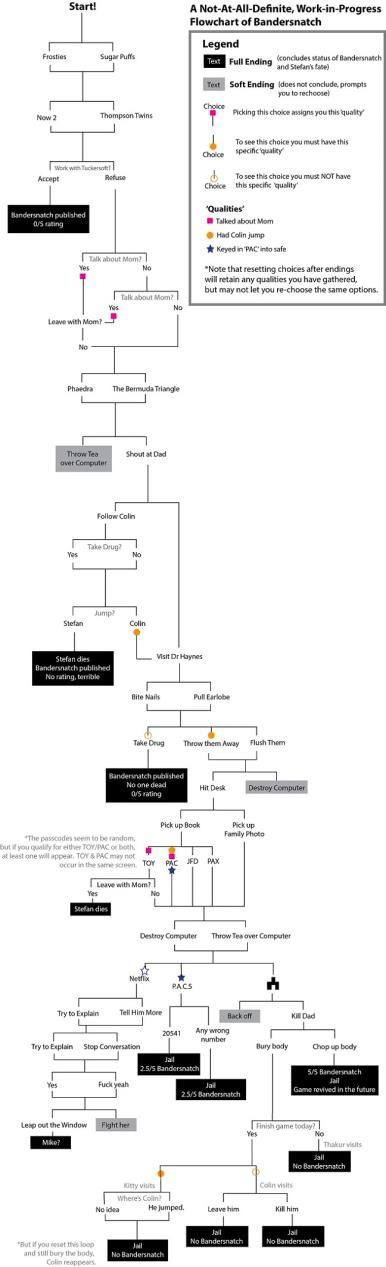 Start!
A Not-At-All-Definite, Work-in-Progress
Flowchart of Bandersnatch
Legend
Text Full Ending (concludes status of Bandersnatch
and Stefan's fate)
Text Soft Ending (does not conclude, prompts
you to rechoose)
Choice
Picking this choice assigns you this 'quality'
To see this choice you must have this
specific 'quality'
Choice
To see this choice you must NOT have
this specific 'quality'
Choice
'Qualities'
Talked about Mom
Had Colin jump
Keyed in 'PAC' into safe
*Note that resetting choices after endings
will retain any qualities you have gathered,
but may not let you re-choose the same options.
Frosties Sugar Puffs
Now 2 Thompson Twins
Work with Tuckersoft?
Accept Refuse
Bandersnatch published
0/5 rating
Talk about Mom?
Yes No
Talk about Mom?
Yes No
Leave with Mom?
No
Phaedra The Bermuda Triangle
Throw Tea
over Computer
Shout at Dad
Follow Colin
Take Drug?
Yes No
Jump?
Stefan Colin
Stefan dies
Bandersnatch published
No rating, terrible
Visit Dr Haynes
Bite Nails Pull Earlobe
Take Drug Throw them Away Flush Them
Bandersnatch published
No one dead
0/5 rating
Hit Desk Destroy Computer
Pick up Book Pick up
Family Photo
*The passcodes seem to be random,
but if you qualify for either TOY/PAC or both,
at least one will appear. TOY & PAC may not
occur in the same screen.
TOY PAC JFD PAX
Leave with Mom?
Yes No
Stefan dies
Destroy Computer Throw Tea over Computer
Netflix P.A.C.S
Try to Explain Tell Him More
Back off Kill Dad
Try to Explain Stop Conversation
20541 Any wrong
number
Bury body Chop up body
Jail
2.5/5 Bandersnatch
Jail
2.5/5 Bandersnatch
5/5 Bandersnatch
Jail
Game revived in the future
Yes Fuck yeah
Leap out the Window Fight her
Mike?
Finish game today?
Yes No
Thakur visits
Jail
No Bandersnatch
Kitty visits Colin visits
Where's Colin?
No idea He jumped.
Leave him Kill him
Jail
No Bandersnatch
Jail
No Bandersnatch
Jail
No Bandersnatch
*But if you reset this loop
and still bury the body,
Colin reappears.